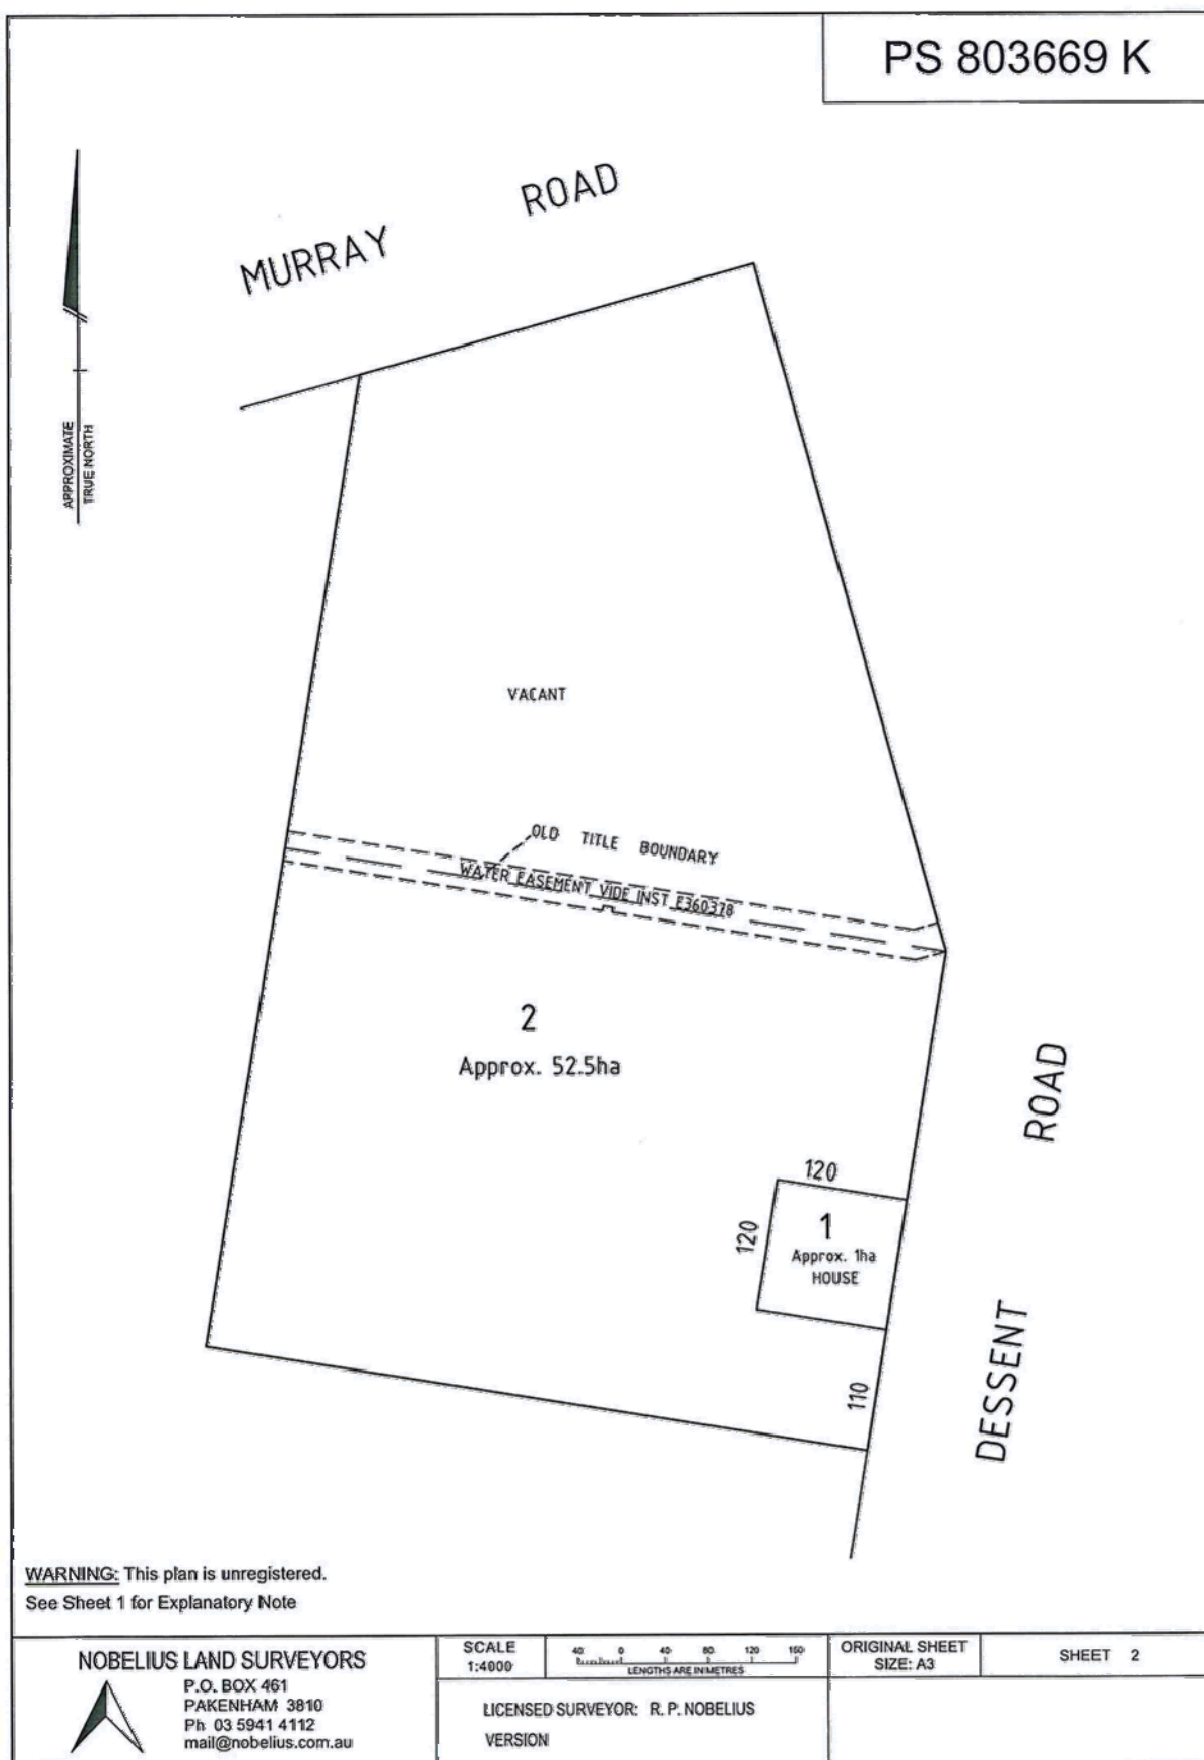 PS 803669 K
MURRAY ROAD
APPROXIMATE
TRUE NORTH
VACANT
OLD TITLE BOUNDARY
WATER EASEMENT VIDE INST E360378
2
Approx. 52.5ha
ROAD
120
120
1
Approx. 1ha
HOUSE
DESSENT
110
WARNING: This plan is unregistered.
See Sheet 1 for Explanatory Note
NOBELIUS LAND SURVEYORS
P.O. BOX 461
PAKENHAM 3810
Ph 03 5941 4112
mail@nobelius.com.au
SCALE
1:4000
40 0 40 80 120 160
LENGTHS ARE IN METRES
ORIGINAL SHEET
SIZE: A3
SHEET 2
LICENSED SURVEYOR: R. P. NOBELIUS
VERSION